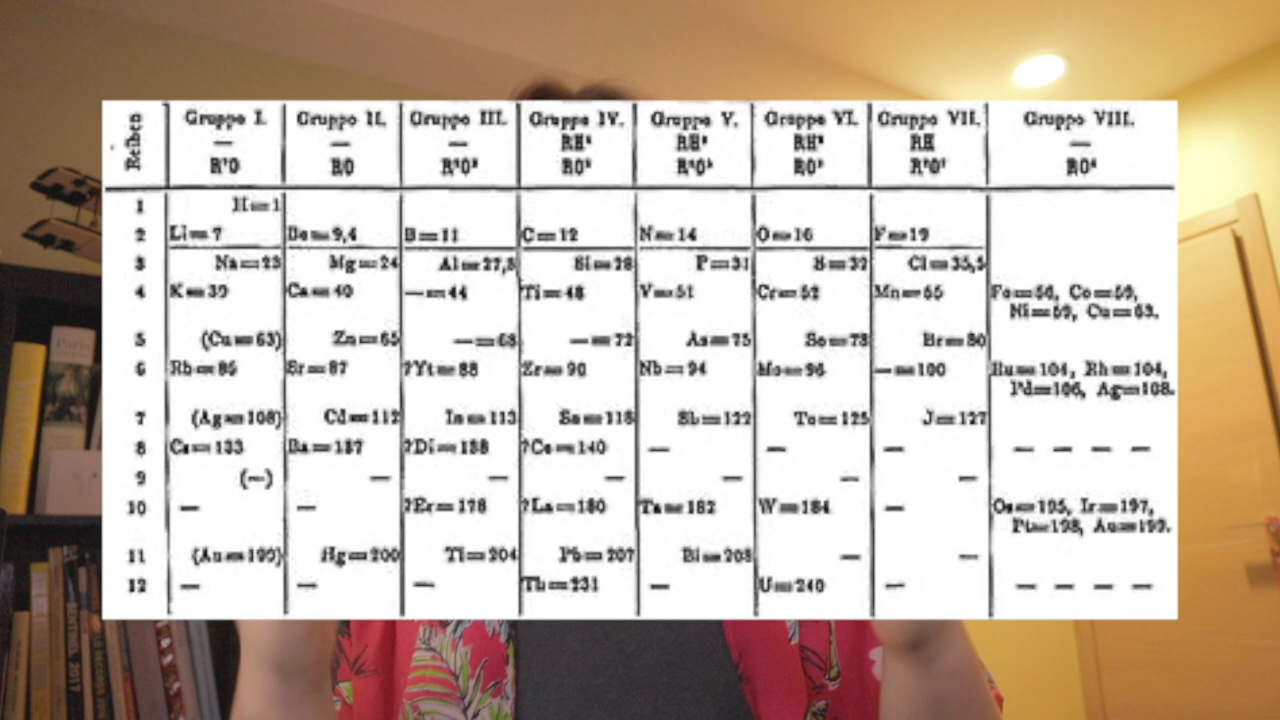 Reihen Gruppe I. Gruppe II. Gruppe III. Gruppe IV. Gruppe V. Gruppe VI. Gruppe VII. Gruppe VIII.
— — — RH⁴ RH³ RH² RH —
R²O RO R²O³ RO² R²O⁵ RO³ R²O⁷ RO⁴
1 H=1
2 Li=7 Be=9,4 B=11 C=12 N=14 O=16 F=19
3 Na=23 Mg=24 Al=27,3 Si=28 P=31 S=32 Cl=35,5
4 K=39 Ca=40 —=44 Ti=48 V=51 Cr=52 Mn=55 Fe=56, Co=59,
Ni=59, Cu=63.
5 (Cu=63) Zn=65 —=68 —=72 As=75 Se=78 Br=80
6 Rb=85 Sr=87 ?Yt=88 Zr=90 Nb=94 Mo=96 —=100 Ru=104, Rh=104,
Pd=106, Ag=108.
7 (Ag=108) Cd=112 In=113 Sn=118 Sb=122 Te=125 J=127
8 Cs=133 Ba=137 ?Di=138 ?Ce=140 — — — — — — —
9 (—) — — — — — —
10 — — ?Er=178 ?La=180 Ta=182 W=184 — Os=195, Ir=197,
Pt=198, Au=199.
11 (Au=199) Hg=200 Tl=204 Pb=207 Bi=208 — —
12 — — — Th=231 — U=240 — — — — —
Paris
2017